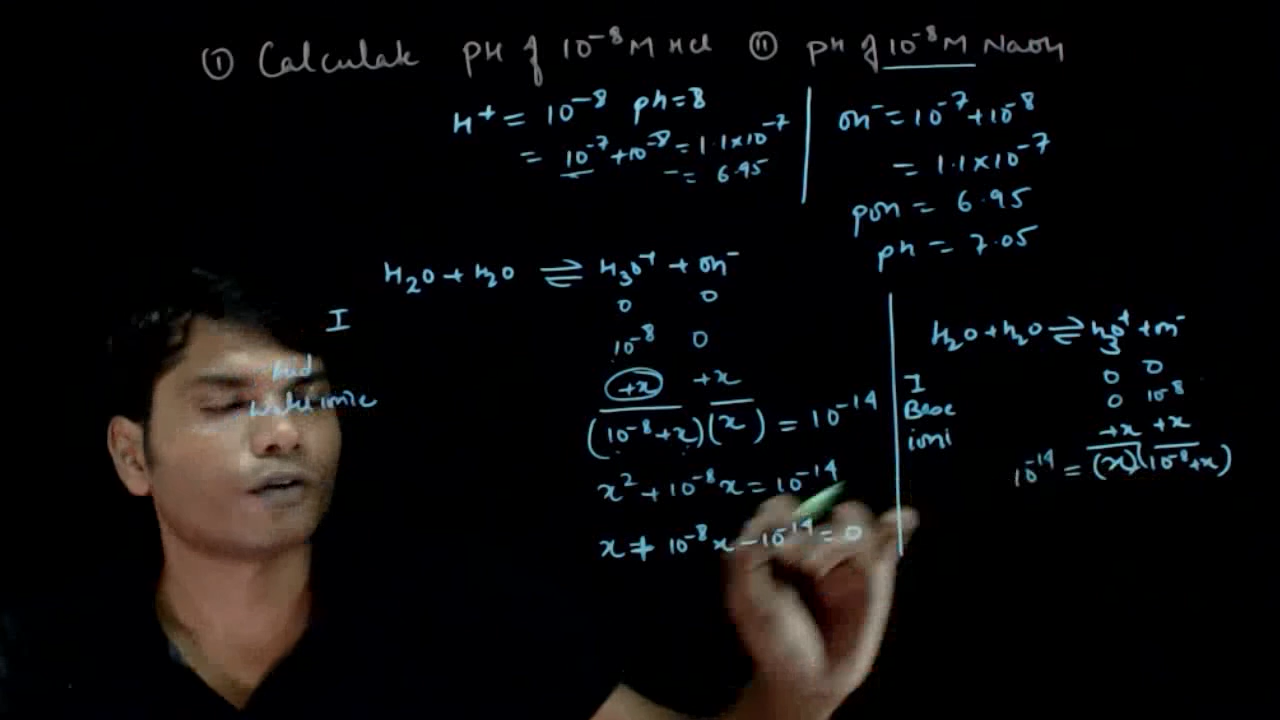 ① Calculate pH of 10⁻⁸ M HCl ⑪ pH of 10⁻⁸ M NaOH
H⁺ = 10⁻⁸ ph = 8
= 10⁻⁷ + 10⁻⁸ = 1.1 × 10⁻⁷
= 6.95
OH⁻ = 10⁻⁷ + 10⁻⁸
= 1.1 × 10⁻⁷
poh = 6.95
ph = 7.05
H₂O + H₂O ⇌ H₃O⁺ + OH⁻
I 0 0
10⁻⁸ 0
+x +x
(10⁻⁸ + x)(x) = 10⁻¹⁴
x² + 10⁻⁸x = 10⁻¹⁴
x + 10⁻⁸x − 10⁻¹⁴ = 0
H₂O + H₂O ⇌ H₃O⁺ + OH⁻
I 0 0
Base 0 10⁻⁸
ioni +x +x
10⁻¹⁴ = (x)(10⁻⁸ + x)